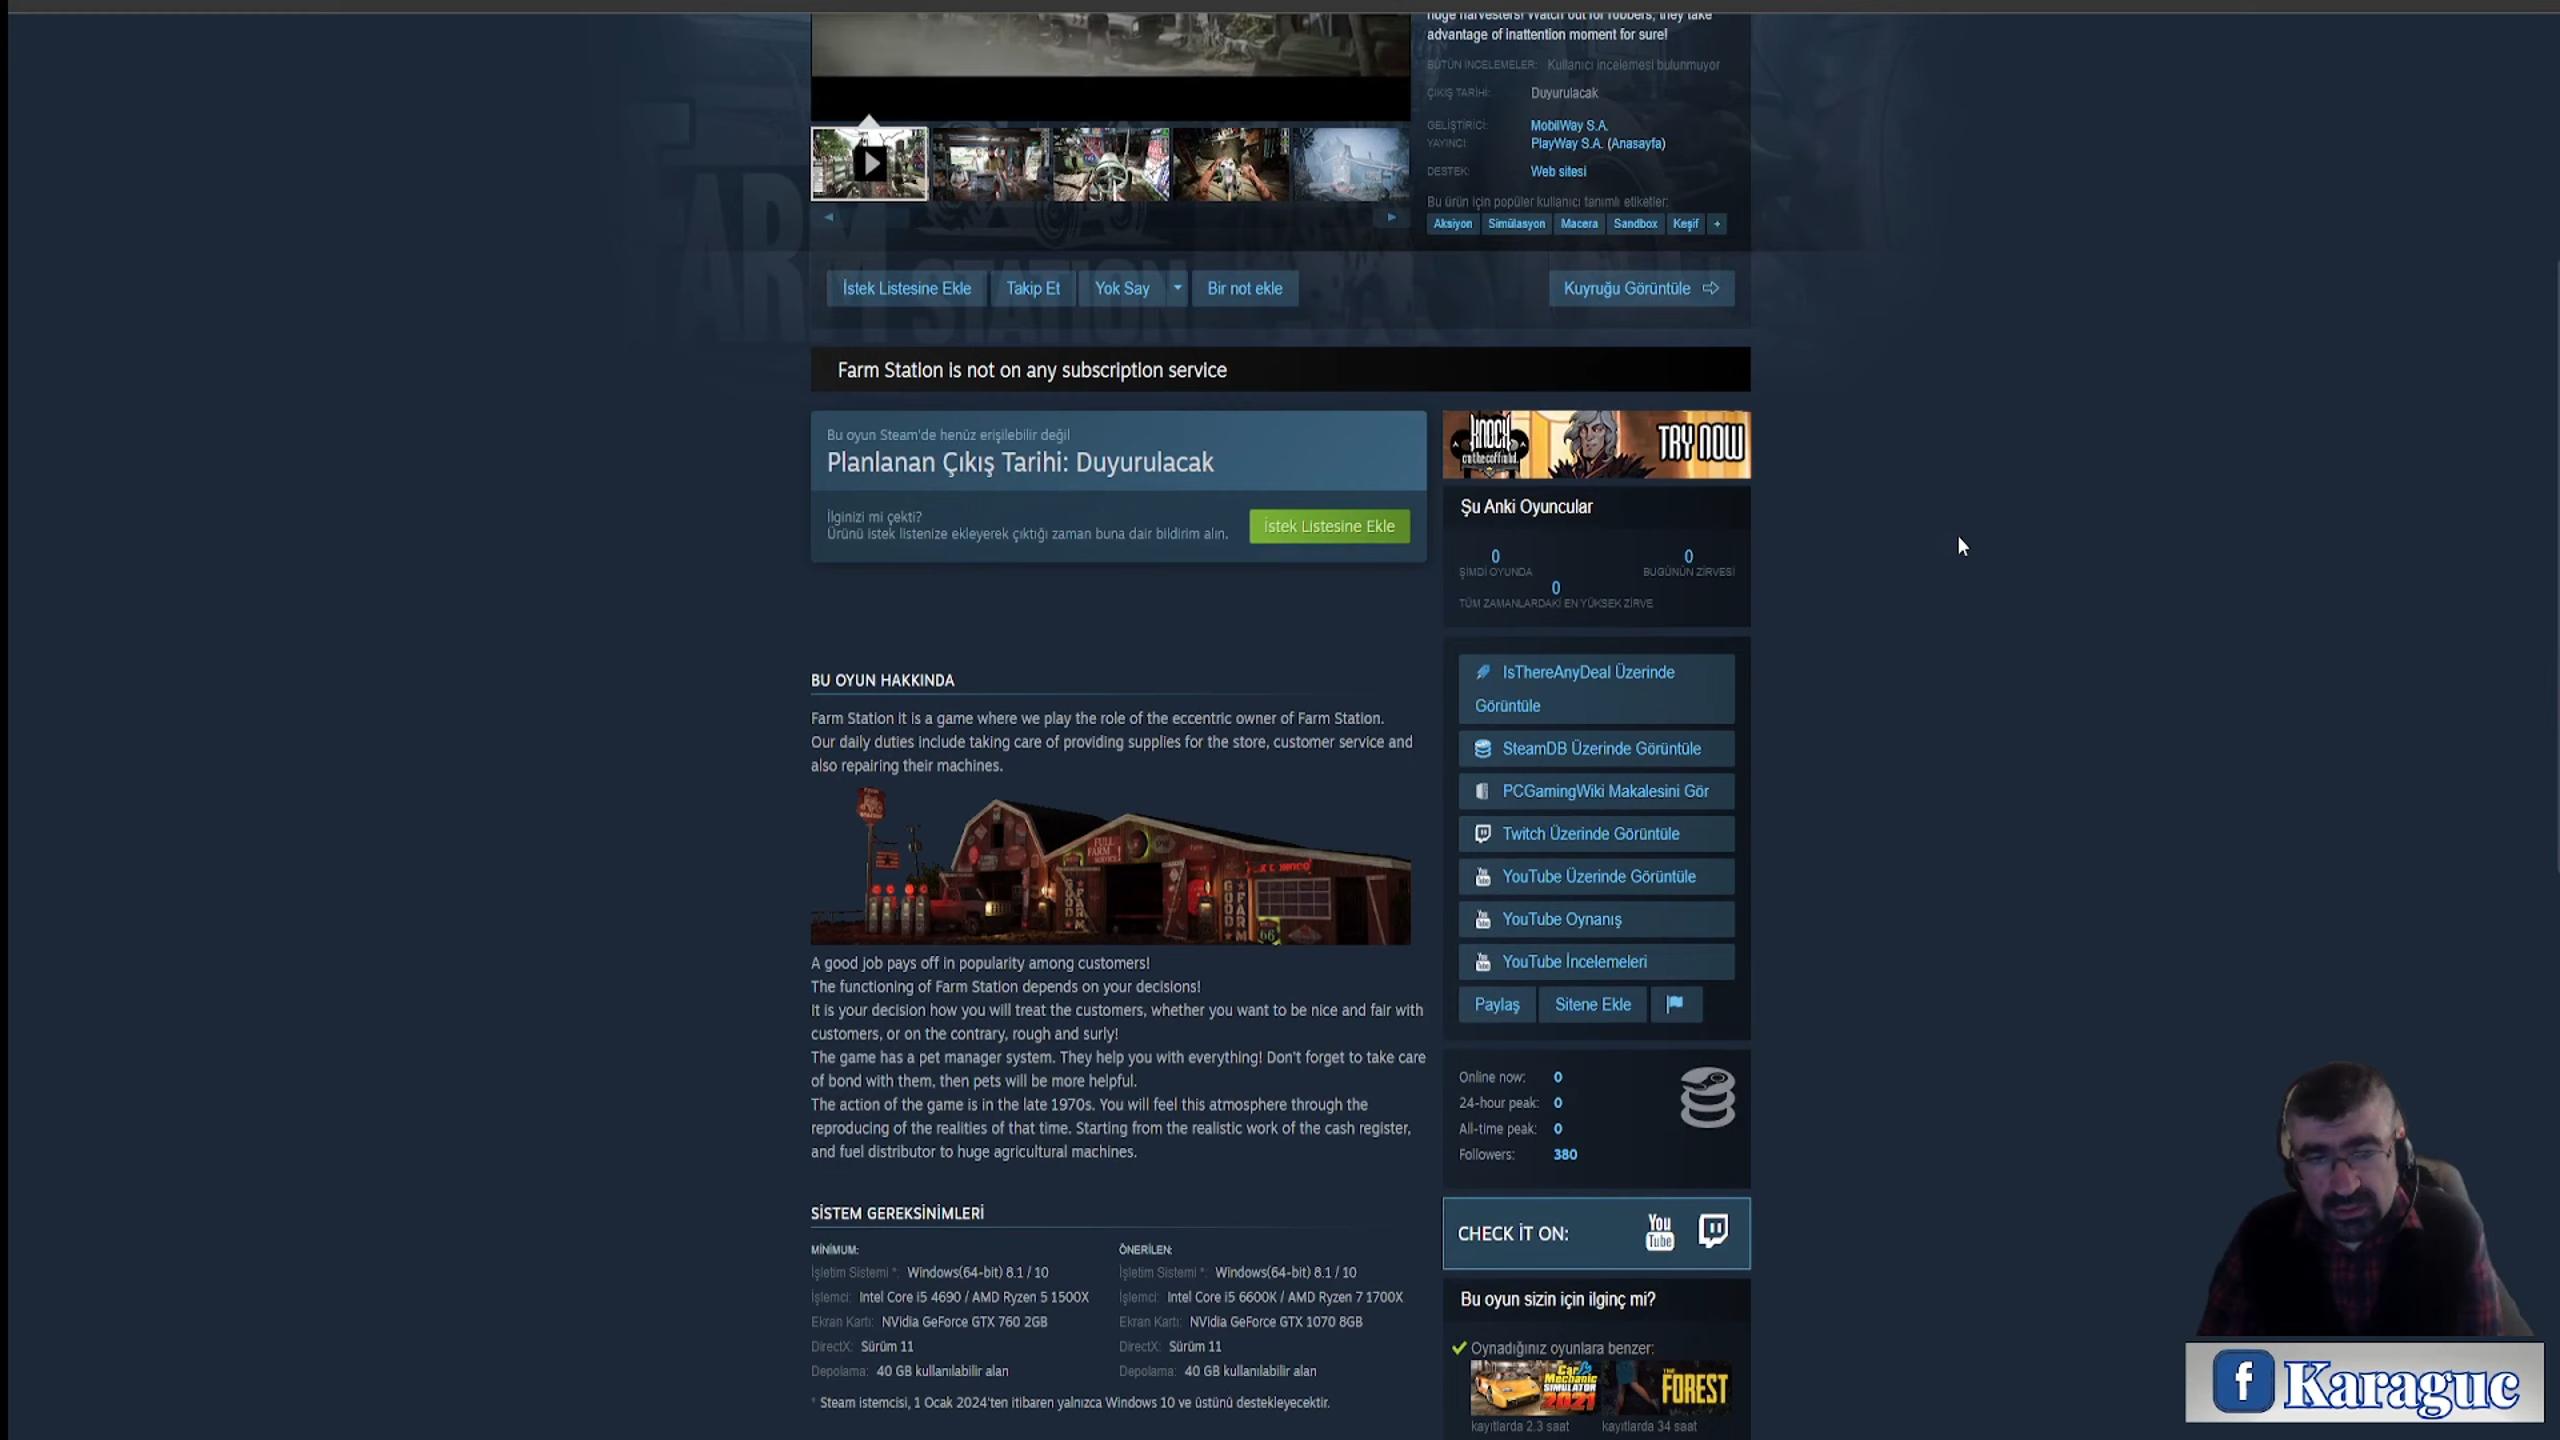 huge harvesters! Watch out for robbers, they take
advantage of inattention moment for sure!
BÜTÜN İNCELEMELER: Kullanıcı incelemesi bulunmuyor
ÇIKIŞ TARİHİ: Duyurulacak
GELİŞTİRİCİ: MobilWay S.A.
YAYINCI: PlayWay S.A. (Anasayfa)
DESTEK: Web sitesi
Bu ürün için popüler kullanıcı tanımlı etiketler:
Aksiyon Simülasyon Macera Sandbox Keşif +
FARM
STATION
İstek Listesine Ekle Takip Et Yok Say Bir not ekle Kuyruğu Görüntüle
Farm Station is not on any subscription service
Bu oyun Steam'de henüz erişilebilir değil
Planlanan Çıkış Tarihi: Duyurulacak
İlginizi mi çekti?
Ürünü istek listenize ekleyerek çıktığı zaman buna dair bildirim alın.
İstek Listesine Ekle
KNOCK
on the coffin lid
TRY NOW
Şu Anki Oyuncular
0 0
ŞİMDİ OYUNDA BUGÜNÜN ZİRVESİ
0
TÜM ZAMANLARDAKİ EN YÜKSEK ZİRVE
BU OYUN HAKKINDA
Farm Station it is a game where we play the role of the eccentric owner of Farm Station.
Our daily duties include taking care of providing supplies for the store, customer service and
also repairing their machines.
FULL
FARM
SERVICE
GOOD
FARM
GOOD
FARM
66
A good job pays off in popularity among customers!
The functioning of Farm Station depends on your decisions!
It is your decision how you will treat the customers, whether you want to be nice and fair with
customers, or on the contrary, rough and surly!
The game has a pet manager system. They help you with everything! Don't forget to take care
of bond with them, then pets will be more helpful.
The action of the game is in the late 1970s. You will feel this atmosphere through the
reproducing of the realities of that time. Starting from the realistic work of the cash register,
and fuel distributor to huge agricultural machines.
IsThereAnyDeal Üzerinde
Görüntüle
SteamDB Üzerinde Görüntüle
PCGamingWiki Makalesini Gör
Twitch Üzerinde Görüntüle
YouTube Üzerinde Görüntüle
YouTube Oynanış
YouTube İncelemeleri
Paylaş Sitene Ekle
Online now: 0
24-hour peak: 0
All-time peak: 0
Followers: 380
CHECK İT ON:
You
Tube
SİSTEM GEREKSİNİMLERİ
MİNİMUM:
İşletim Sistemi *: Windows(64-bit) 8.1 / 10
İşlemci: Intel Core i5 4690 / AMD Ryzen 5 1500X
Ekran Kartı: NVidia GeForce GTX 760 2GB
DirectX: Sürüm 11
Depolama: 40 GB kullanılabilir alan
ÖNERİLEN:
İşletim Sistemi *: Windows(64-bit) 8.1 / 10
İşlemci: Intel Core i5 6600K / AMD Ryzen 7 1700X
Ekran Kartı: NVidia GeForce GTX 1070 8GB
DirectX: Sürüm 11
Depolama: 40 GB kullanılabilir alan
* Steam istemcisi, 1 Ocak 2024'ten itibaren yalnızca Windows 10 ve üstünü destekleyecektir.
Bu oyun sizin için ilginç mi?
Oynadığınız oyunlara benzer:
Car
Mechanic
SIMULATOR
2021
THE
FOREST
kayıtlarda 2.3 saat kayıtlarda 34 saat
f Karaguc